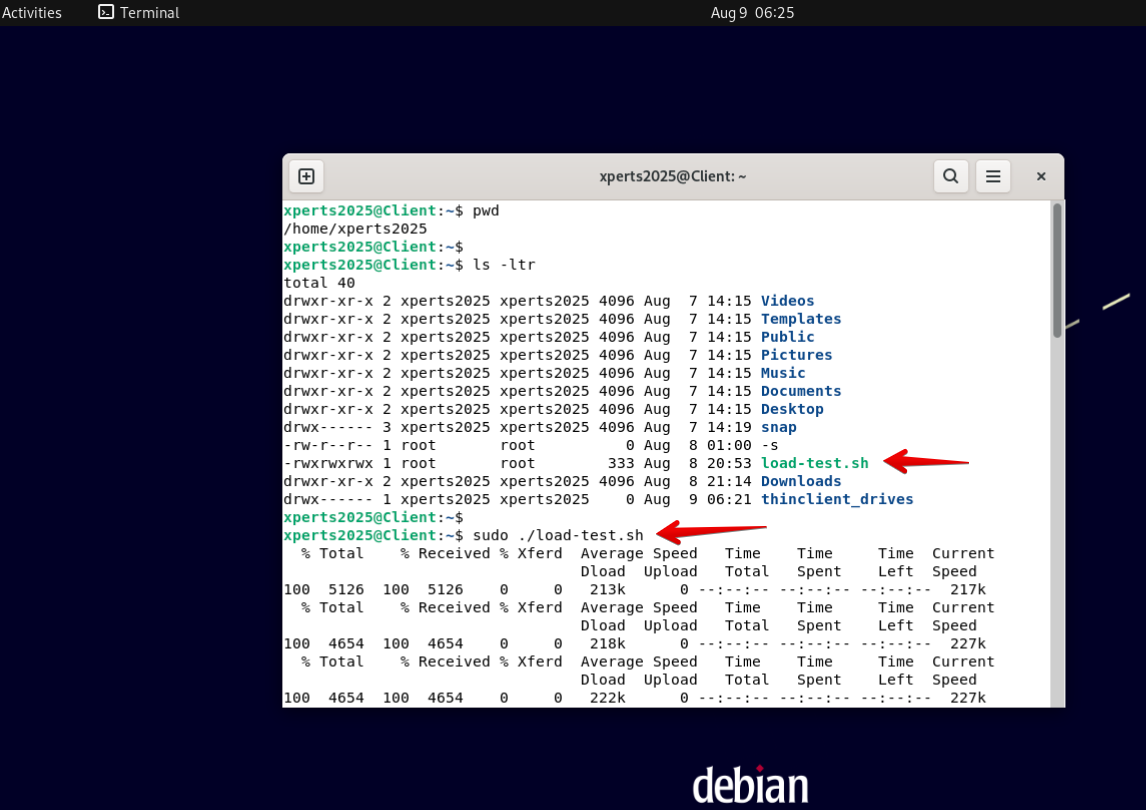 Activities Terminal Aug 9 06:25
xperts2025@Client: ~
xperts2025@Client:~$ pwd
/home/xperts2025
xperts2025@Client:~$
xperts2025@Client:~$ ls -ltr
total 40
drwxr-xr-x 2 xperts2025 xperts2025 4096 Aug  7 14:15 Videos
drwxr-xr-x 2 xperts2025 xperts2025 4096 Aug  7 14:15 Templates
drwxr-xr-x 2 xperts2025 xperts2025 4096 Aug  7 14:15 Public
drwxr-xr-x 2 xperts2025 xperts2025 4096 Aug  7 14:15 Pictures
drwxr-xr-x 2 xperts2025 xperts2025 4096 Aug  7 14:15 Music
drwxr-xr-x 2 xperts2025 xperts2025 4096 Aug  7 14:15 Documents
drwxr-xr-x 2 xperts2025 xperts2025 4096 Aug  7 14:15 Desktop
drwx------ 3 xperts2025 xperts2025 4096 Aug  7 14:19 snap
-rw-r--r-- 1 root       root          0 Aug  8 01:00 -s
-rwxrwxrwx 1 root       root        333 Aug  8 20:53 load-test.sh
drwxr-xr-x 2 xperts2025 xperts2025 4096 Aug  8 21:14 Downloads
drwx------ 1 xperts2025 xperts2025    0 Aug  9 06:21 thinclient_drives
xperts2025@Client:~$
xperts2025@Client:~$ sudo ./load-test.sh
  % Total    % Received % Xferd  Average Speed   Time    Time     Time  Current
                                 Dload  Upload   Total   Spent    Left  Speed
100  5126  100  5126    0     0   213k      0 --:--:-- --:--:-- --:--:--  217k
  % Total    % Received % Xferd  Average Speed   Time    Time     Time  Current
                                 Dload  Upload   Total   Spent    Left  Speed
100  4654  100  4654    0     0   218k      0 --:--:-- --:--:-- --:--:--  227k
  % Total    % Received % Xferd  Average Speed   Time    Time     Time  Current
                                 Dload  Upload   Total   Spent    Left  Speed
100  4654  100  4654    0     0   222k      0 --:--:-- --:--:-- --:--:--  227k
debian